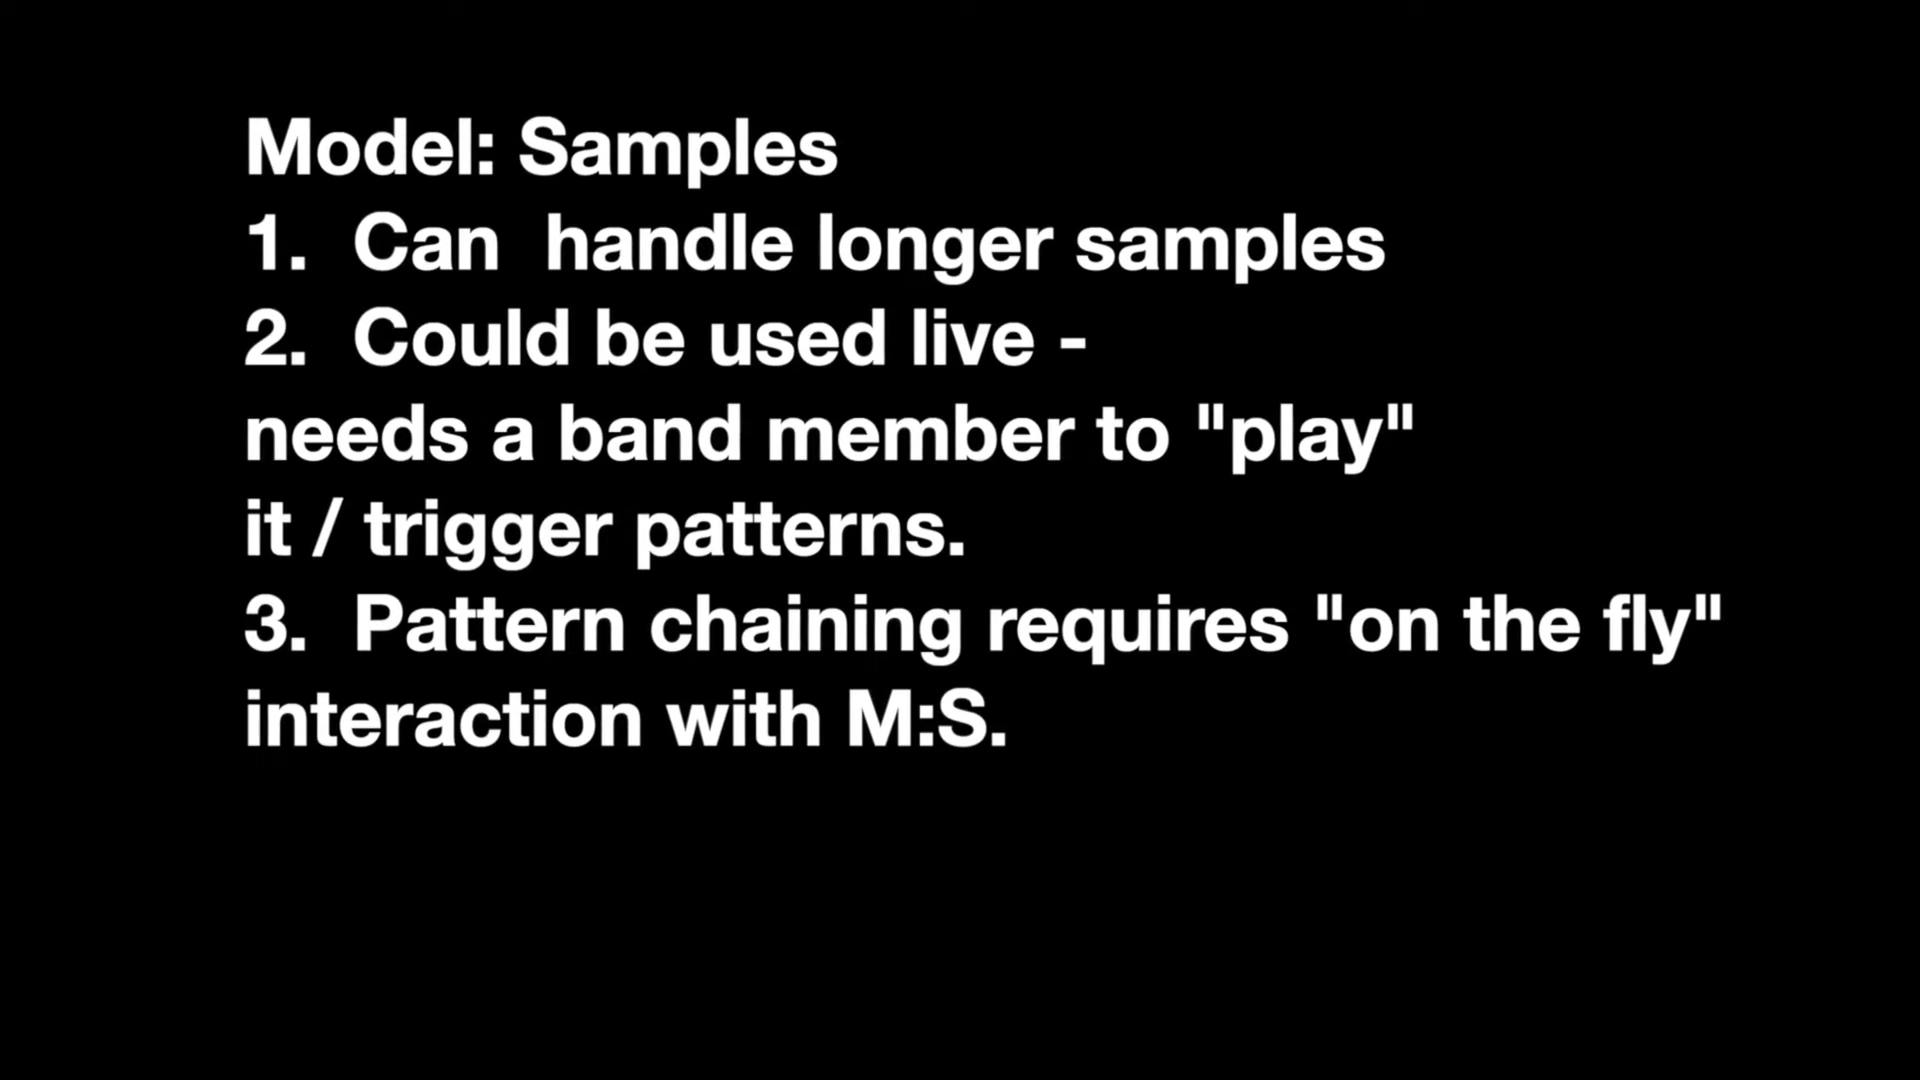 Model: Samples
1.  Can  handle longer samples
2.  Could be used live -
needs a band member to "play"
it / trigger patterns.
3.  Pattern chaining requires "on the fly"
interaction with M:S.